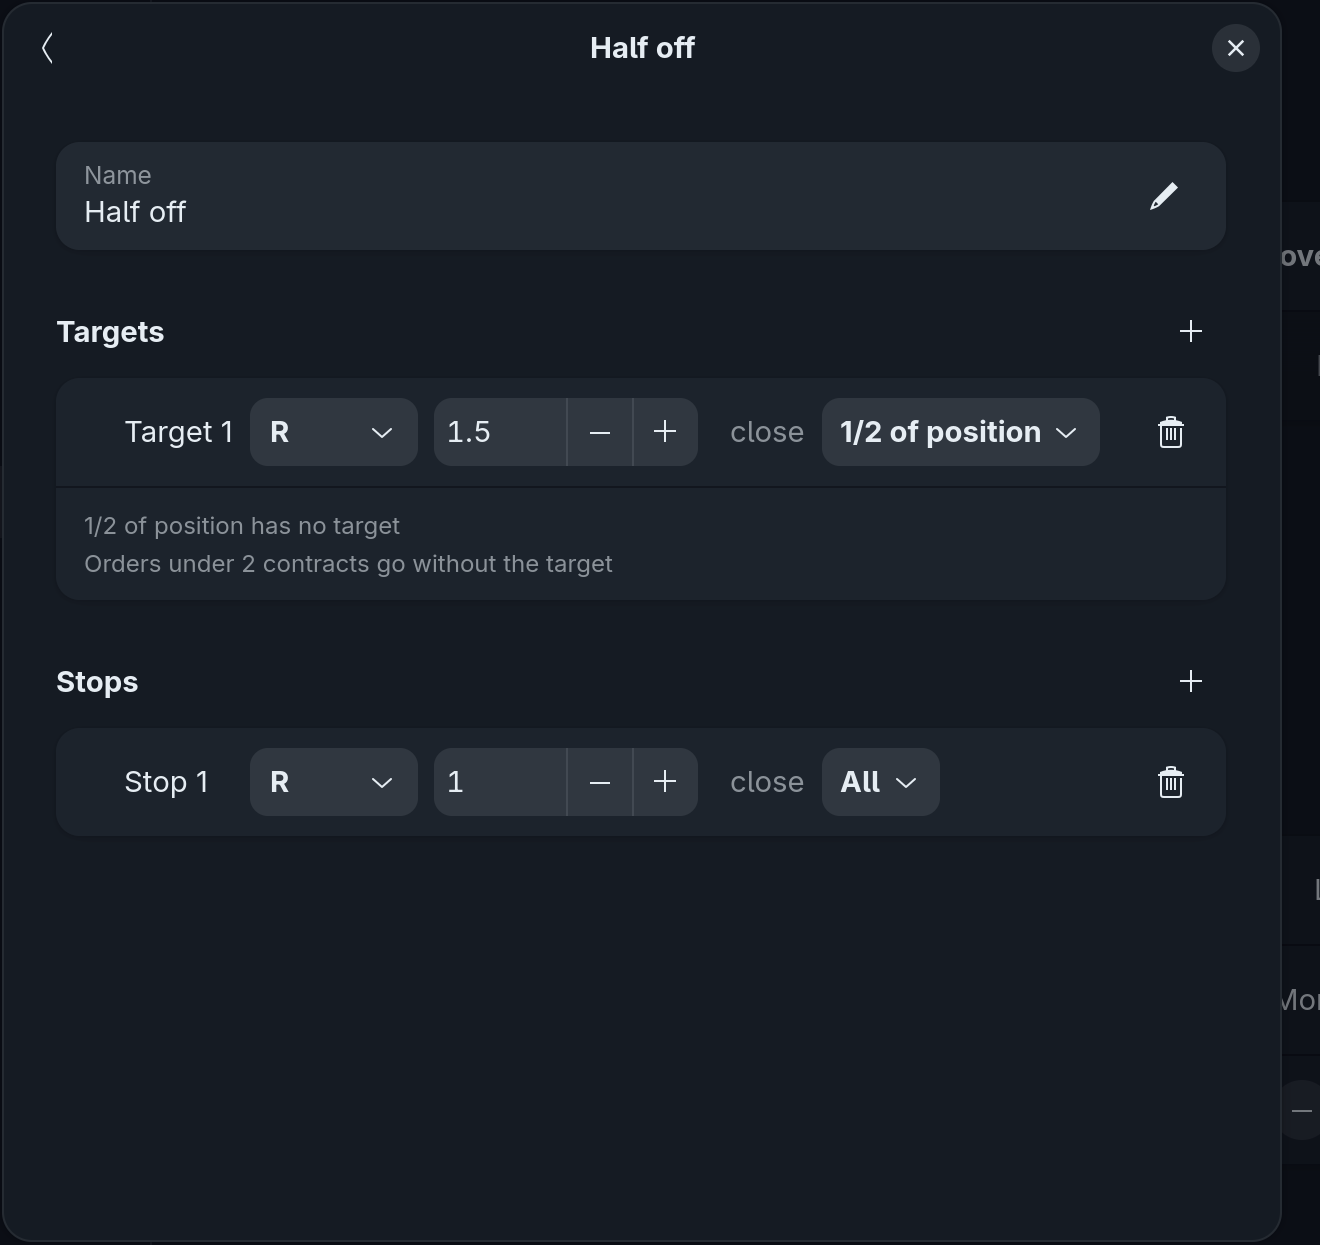 Half off
Name
Half off
Targets
Target 1 R 1.5 close 1/2 of position
1/2 of position has no target
Orders under 2 contracts go without the target
Stops
Stop 1 R 1 close All